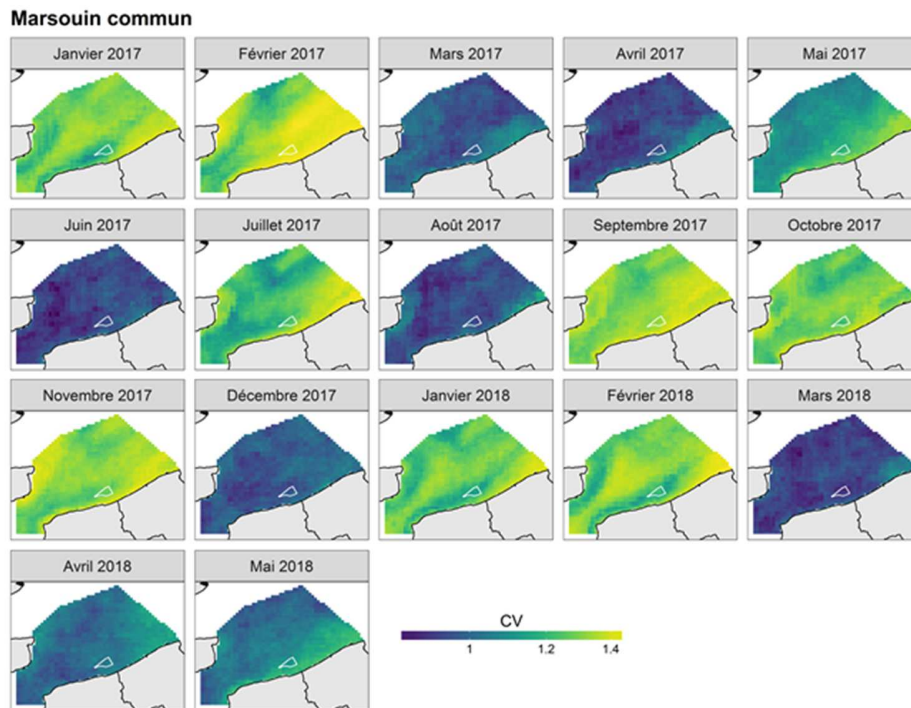 Marsouin commun
Janvier 2017
Février 2017
Mars 2017
Avril 2017
Mai 2017
Juin 2017
Juillet 2017
Août 2017
Septembre 2017
Octobre 2017
Novembre 2017
Décembre 2017
Janvier 2018
Février 2018
Mars 2018
Avril 2018
Mai 2018
CV
1 1.2 1.4